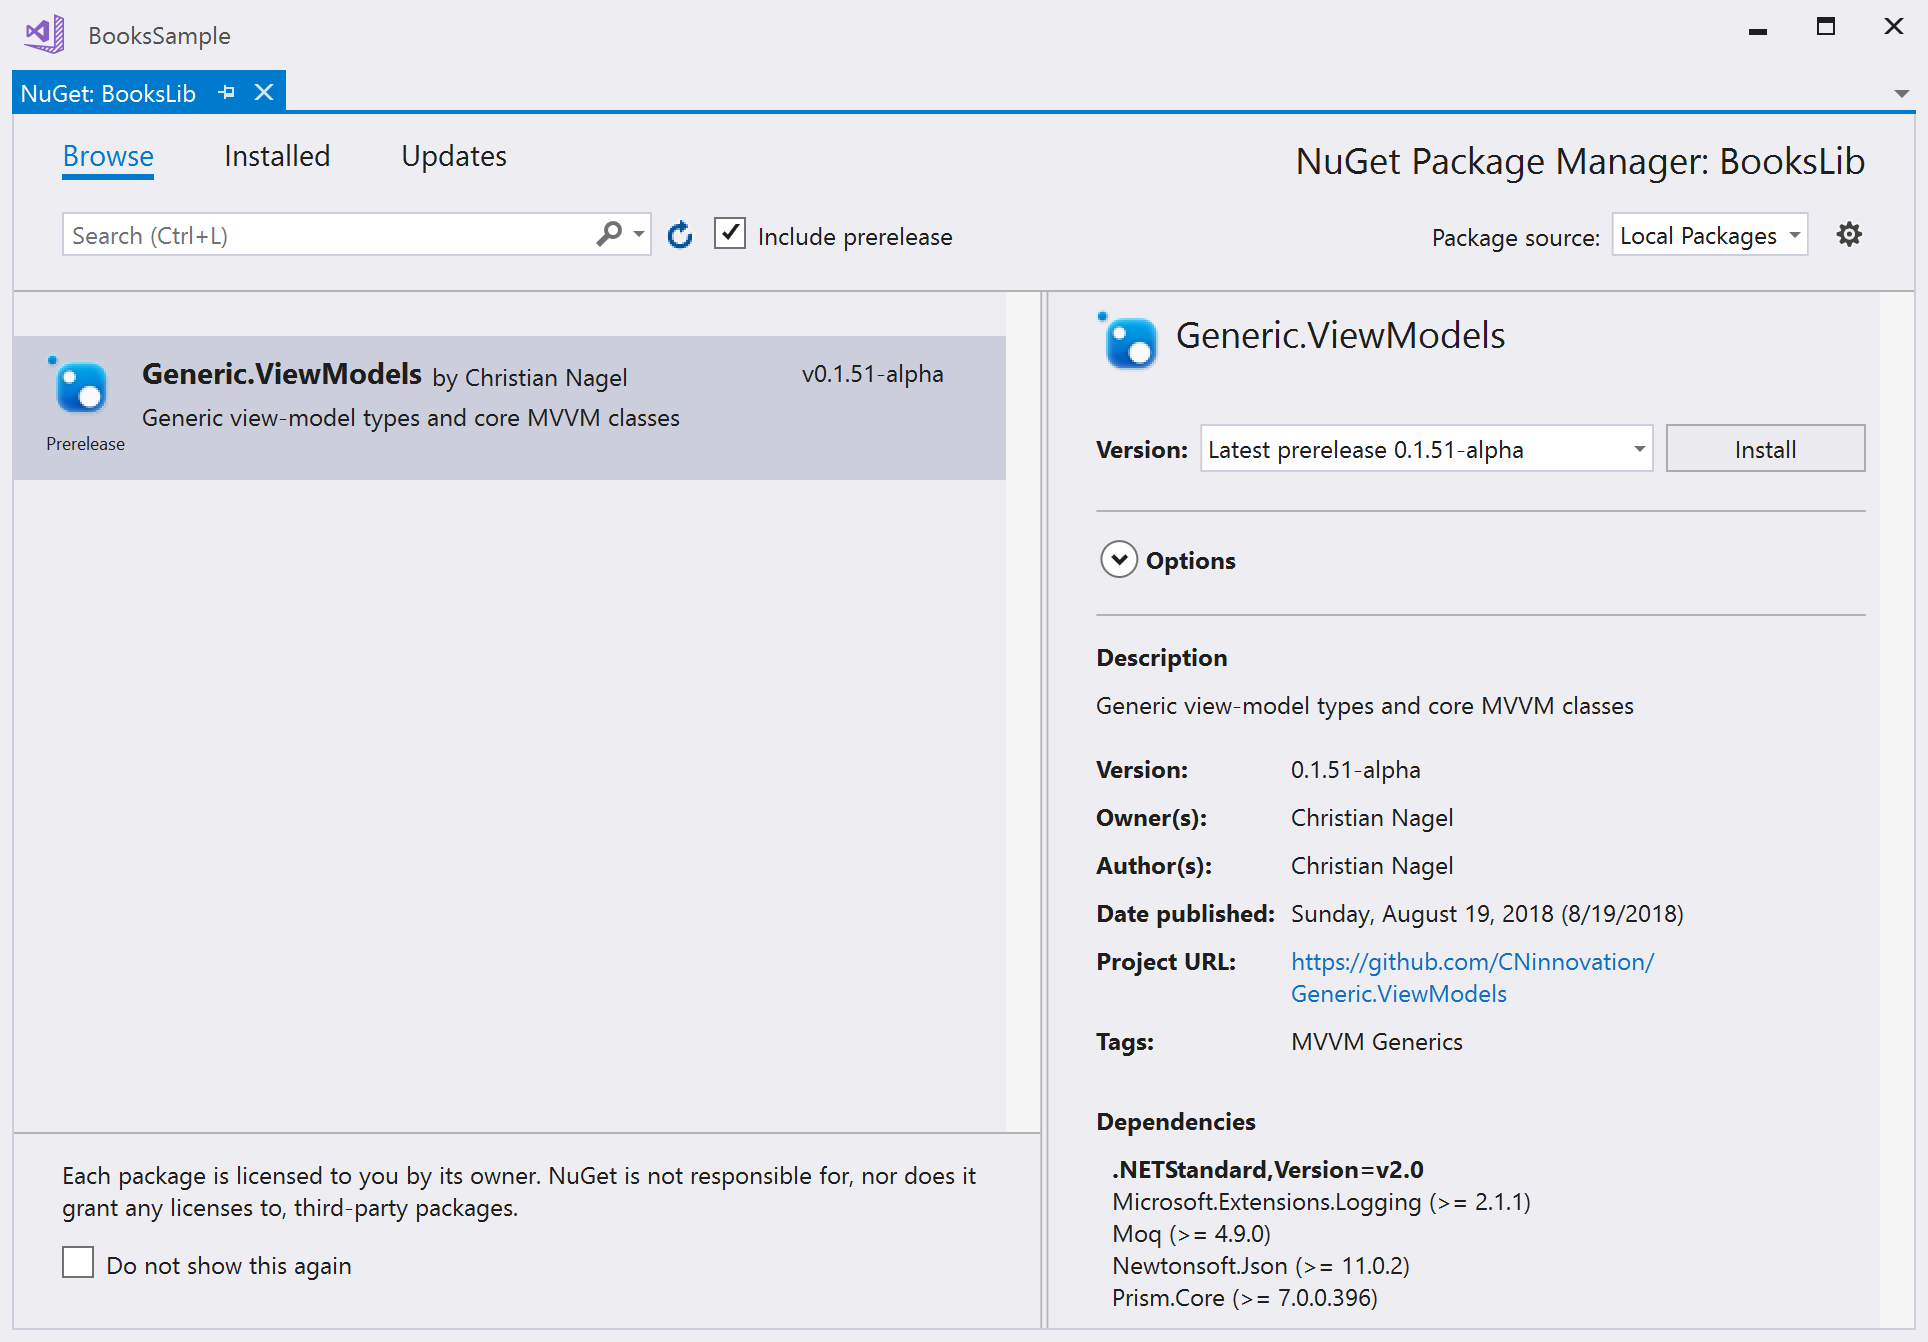 BooksSample
NuGet: BooksLib
Browse
Installed
Updates
NuGet Package Manager: BooksLib
Search (Ctrl+L)
Include prerelease
Package source:
Local Packages
Generic.ViewModels by Christian Nagel
v0.1.51-alpha
Generic view-model types and core MVVM classes
Prerelease
Each package is licensed to you by its owner. NuGet is not responsible for, nor does it
grant any licenses to, third-party packages.
Do not show this again
Generic.ViewModels
Version:
Latest prerelease 0.1.51-alpha
Install
Options
Description
Generic view-model types and core MVVM classes
Version: 0.1.51-alpha
Owner(s): Christian Nagel
Author(s): Christian Nagel
Date published: Sunday, August 19, 2018 (8/19/2018)
Project URL: https://github.com/CNinnovation/
Generic.ViewModels
Tags: MVVM Generics
Dependencies
.NETStandard,Version=v2.0
Microsoft.Extensions.Logging (>= 2.1.1)
Moq (>= 4.9.0)
Newtonsoft.Json (>= 11.0.2)
Prism.Core (>= 7.0.0.396)